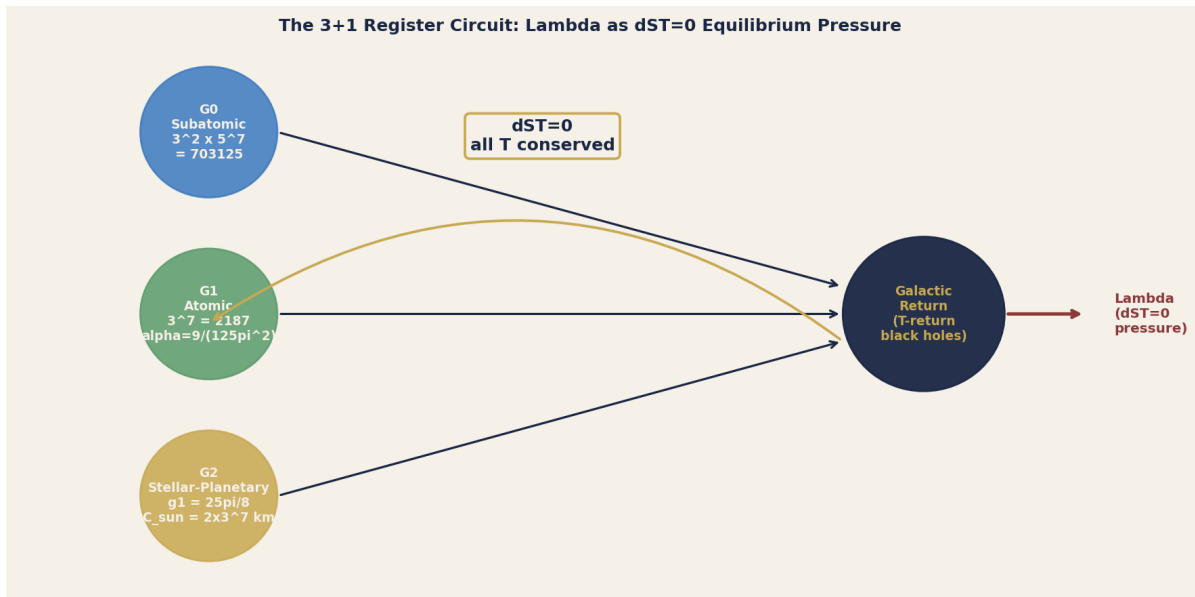 The 3+1 Register Circuit: Lambda as dST=0 Equilibrium Pressure
G0
Subatomic
3^2 x 5^7
= 703125
dST=0
all T conserved
G1
Atomic
3^7 = 2187
alpha=9/(125pi^2)
Galactic
Return
(T-return
black holes)
Lambda
(dST=0
pressure)
G2
Stellar-Planetary
g1 = 25pi/8
C_sun = 2x3^7 km